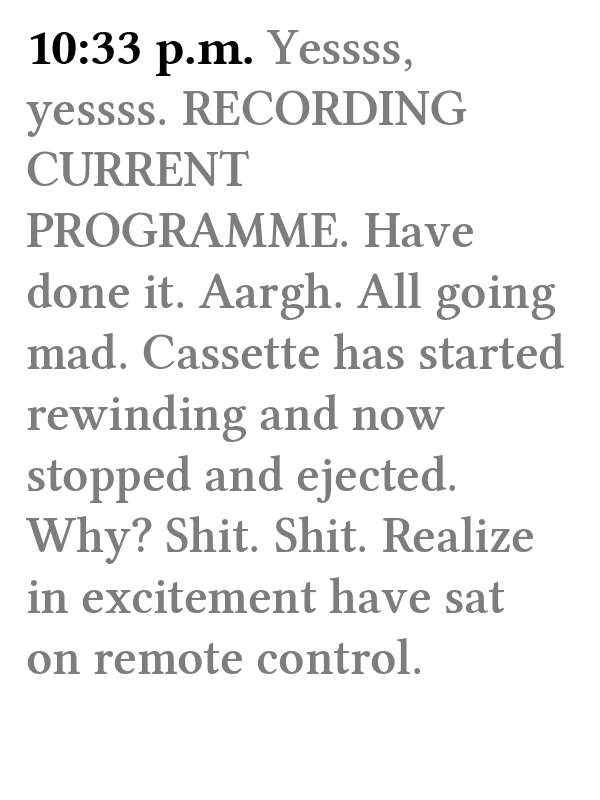 10:33 p.m. Yessss,
yessss. RECORDING
CURRENT
PROGRAMME. Have
done it. Aargh. All going
mad. Cassette has started
rewinding and now
stopped and ejected.
Why? Shit. Shit. Realize
in excitement have sat
on remote control.